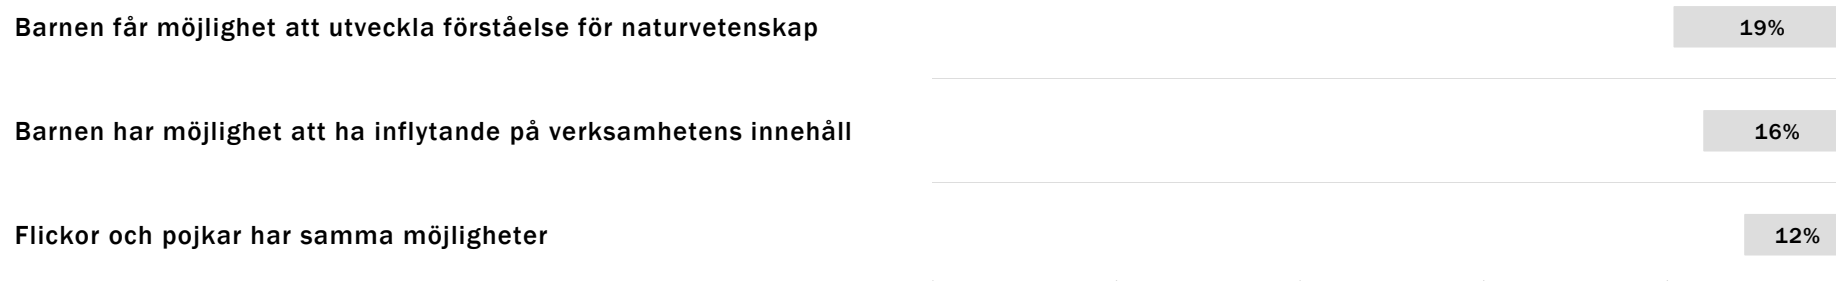 Barnen får möjlighet att utveckla förståelse för naturvetenskap 19%
Barnen har möjlighet att ha inflytande på verksamhetens innehåll 16%
Flickor och pojkar har samma möjligheter 12%